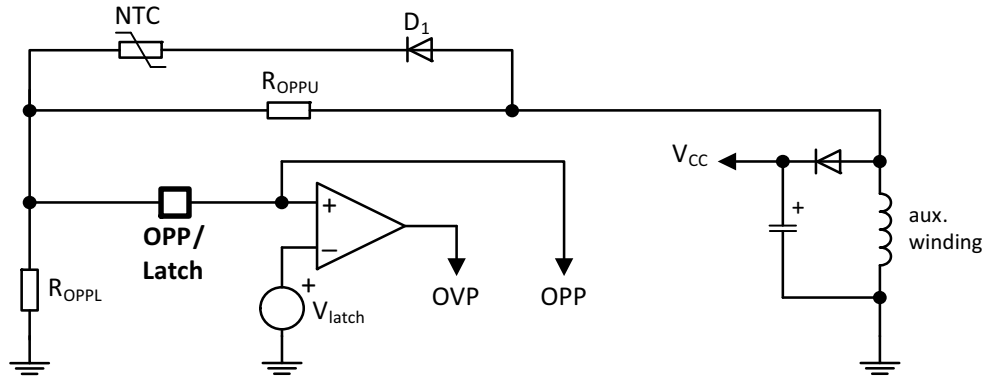 NTC
D1
ROPPU
VCC
+
aux.
winding
+
−
OPP/
Latch
ROPPL
+
Vlatch
OVP
OPP